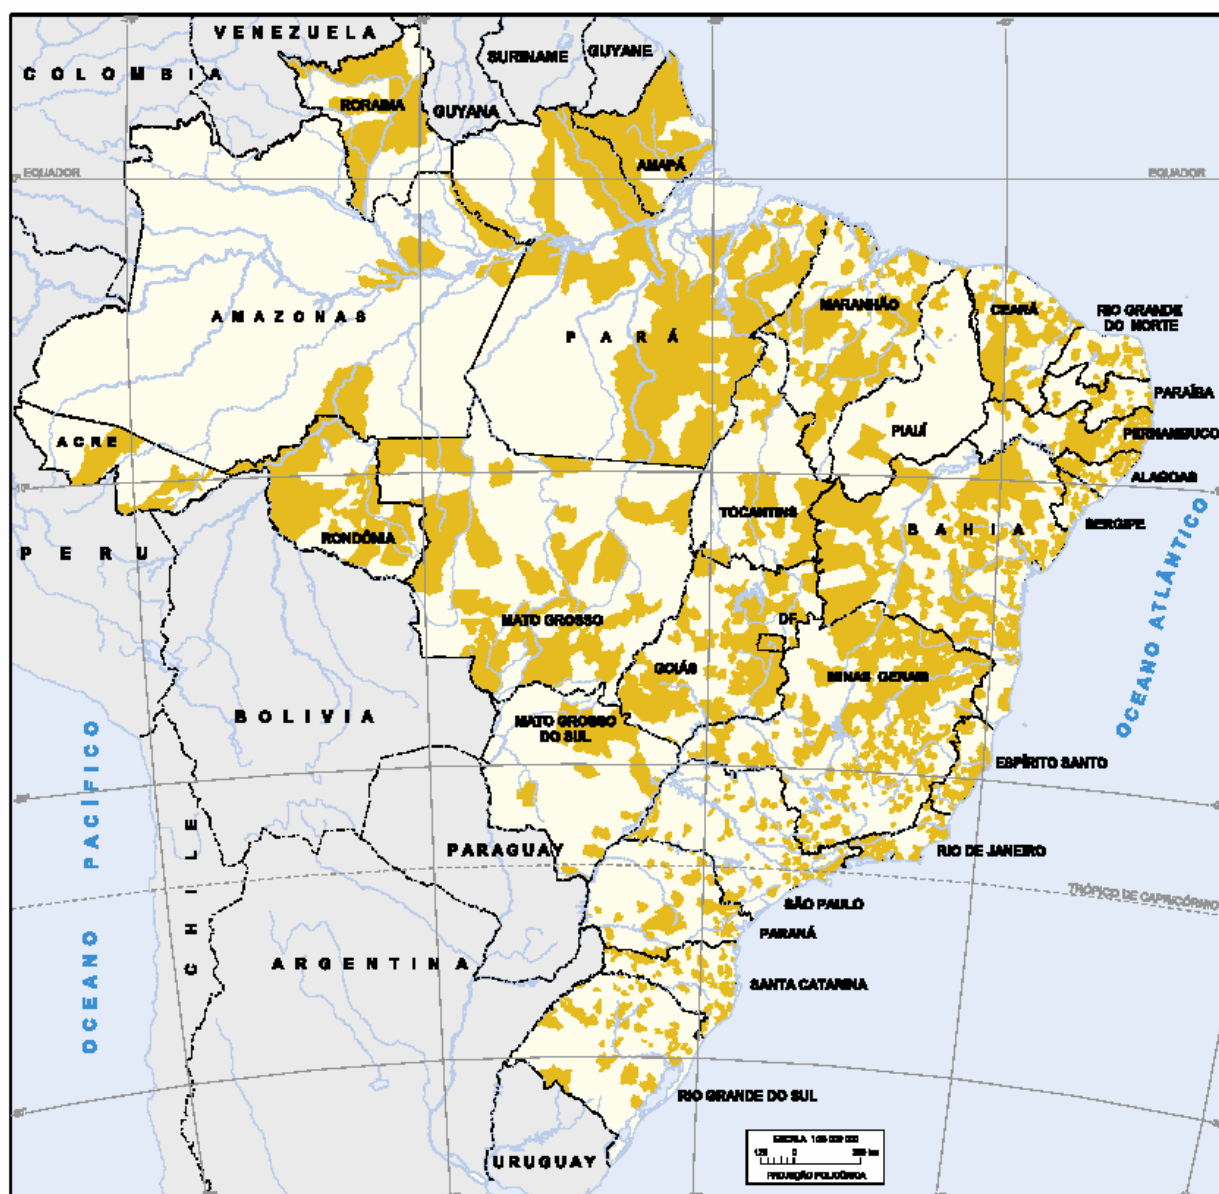 VENEZUELA
COLOMBIA
SURINAME
GUYANE
GUYANA
RORAIMA
AMAPÁ
EQUADOR
EQUADOR
AMAZONAS
PARÁ
MARANHÃO
CEARÁ
RIO GRANDE
DO NORTE
PARAÍBA
PIAUÍ
PERNAMBUCO
ACRE
ALAGOAS
TOCANTINS
BAHIA
SERGIPE
PERU
RONDÔNIA
MATO GROSSO
DF
GOIÁS
MINAS GERAIS
OCEANO ATLÂNTICO
BOLIVIA
MATO GROSSO
DO SUL
ESPÍRITO SANTO
OCEANO PACÍFICO
CHILE
PARAGUAY
RIO DE JANEIRO
TRÓPICO DE CAPRICÓRNIO
SÃO PAULO
PARANÁ
ARGENTINA
SANTA CATARINA
RIO GRANDE DO SUL
URUGUAY
PROJEÇÃO POLICÔNICA